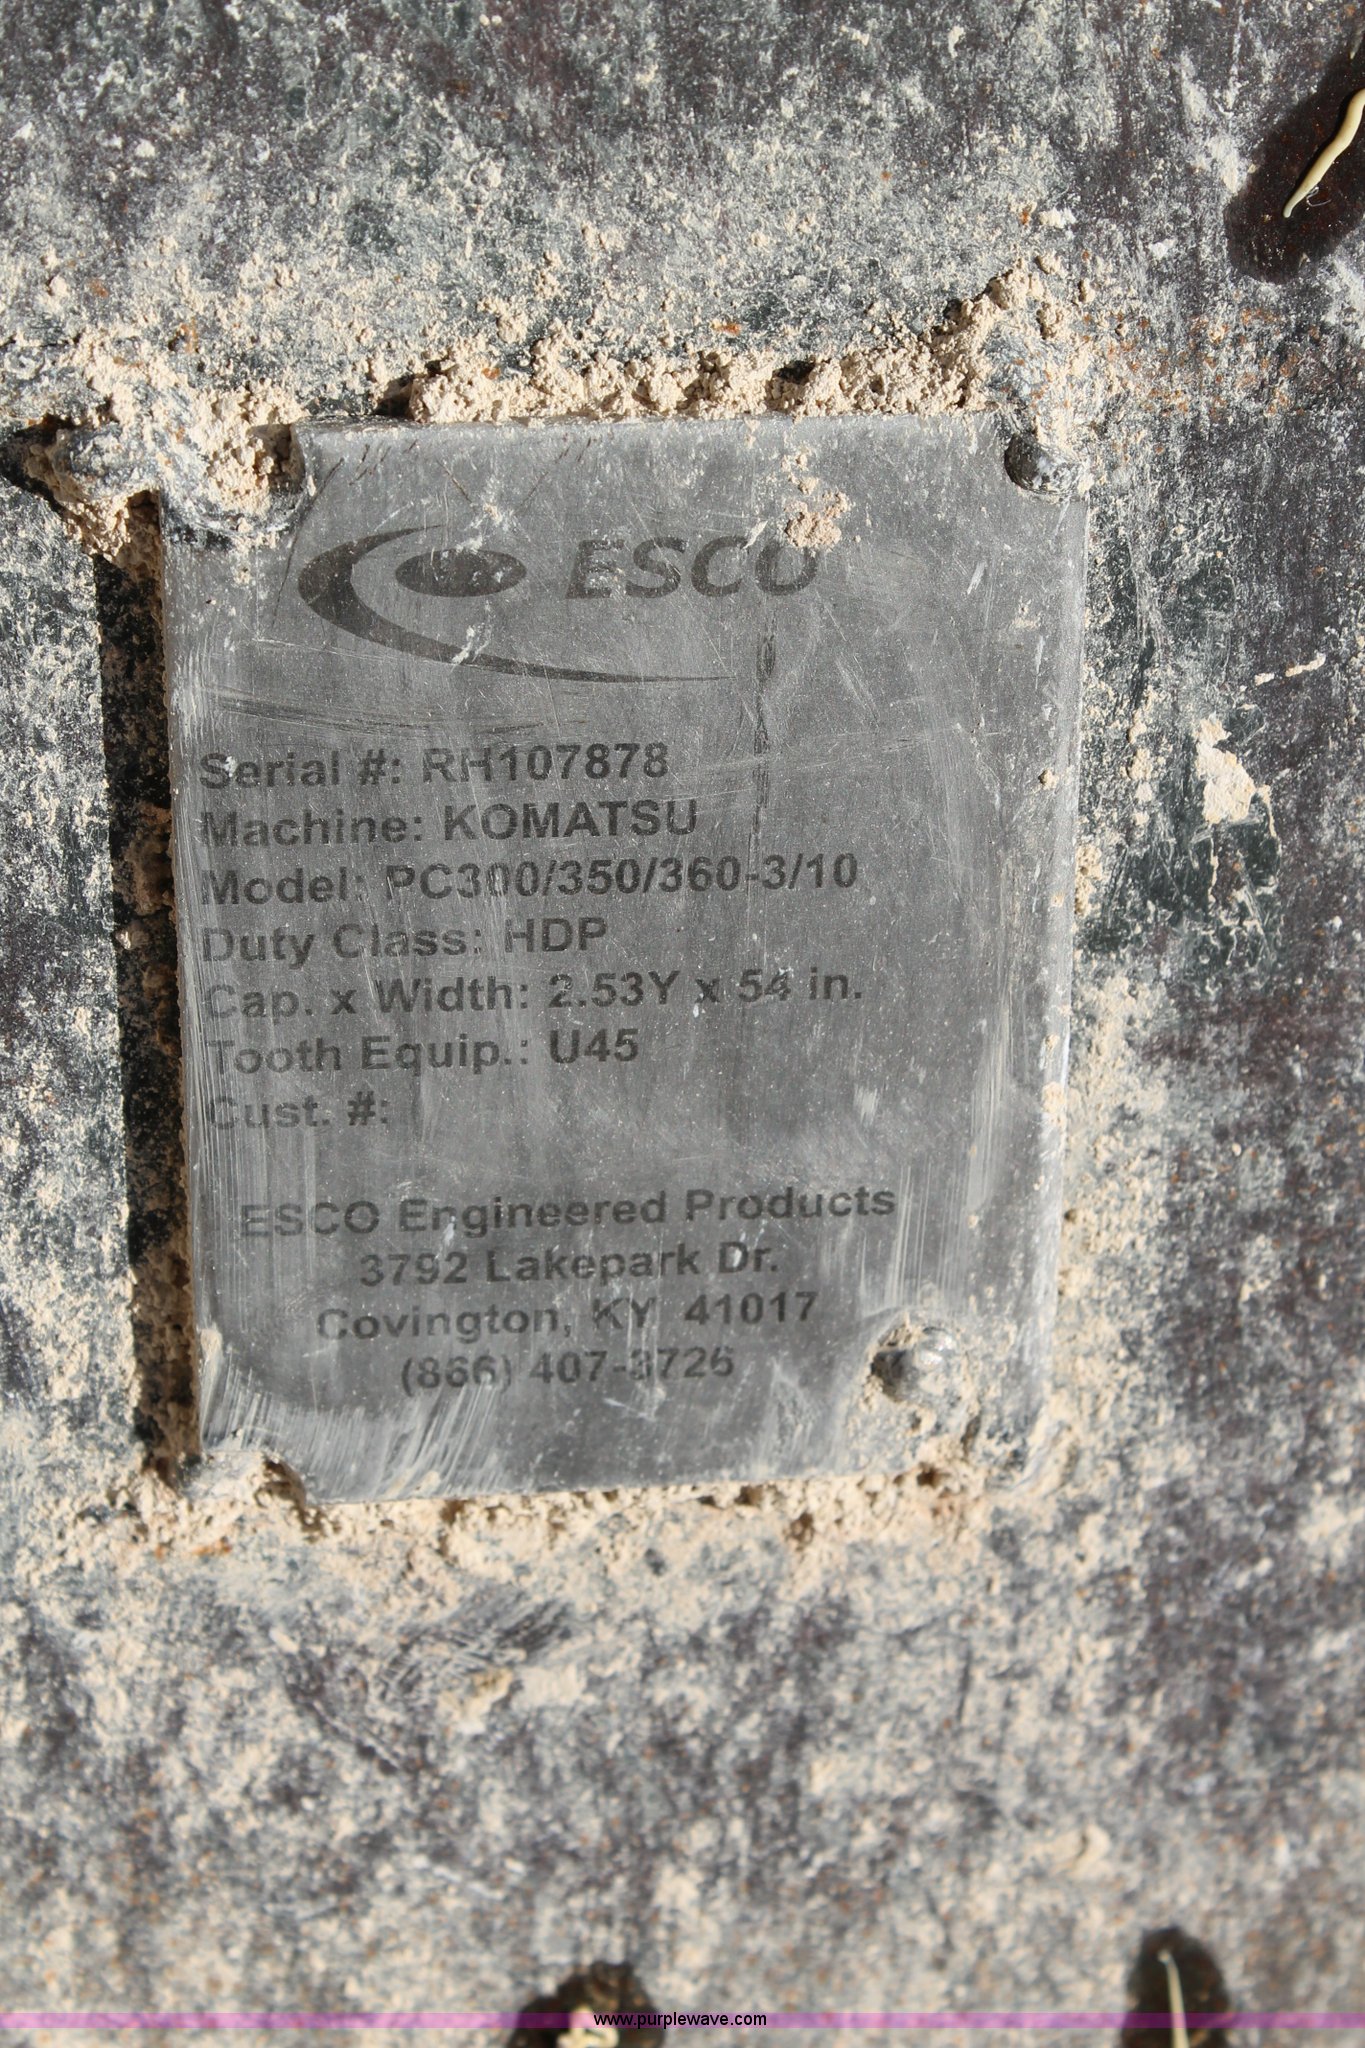 ESCO
Serial #: RH107878
Machine: KOMATSU
Model: PC300/350/360-3/10
Duty Class: HDP
Cap. x Width: 2.53Y x 54 in.
Tooth Equip.: U45
Cust. #:
ESCO Engineered Products
3792 Lakepark Dr.
Covington, KY 41017
(866) 407-3726
www.purplewave.com